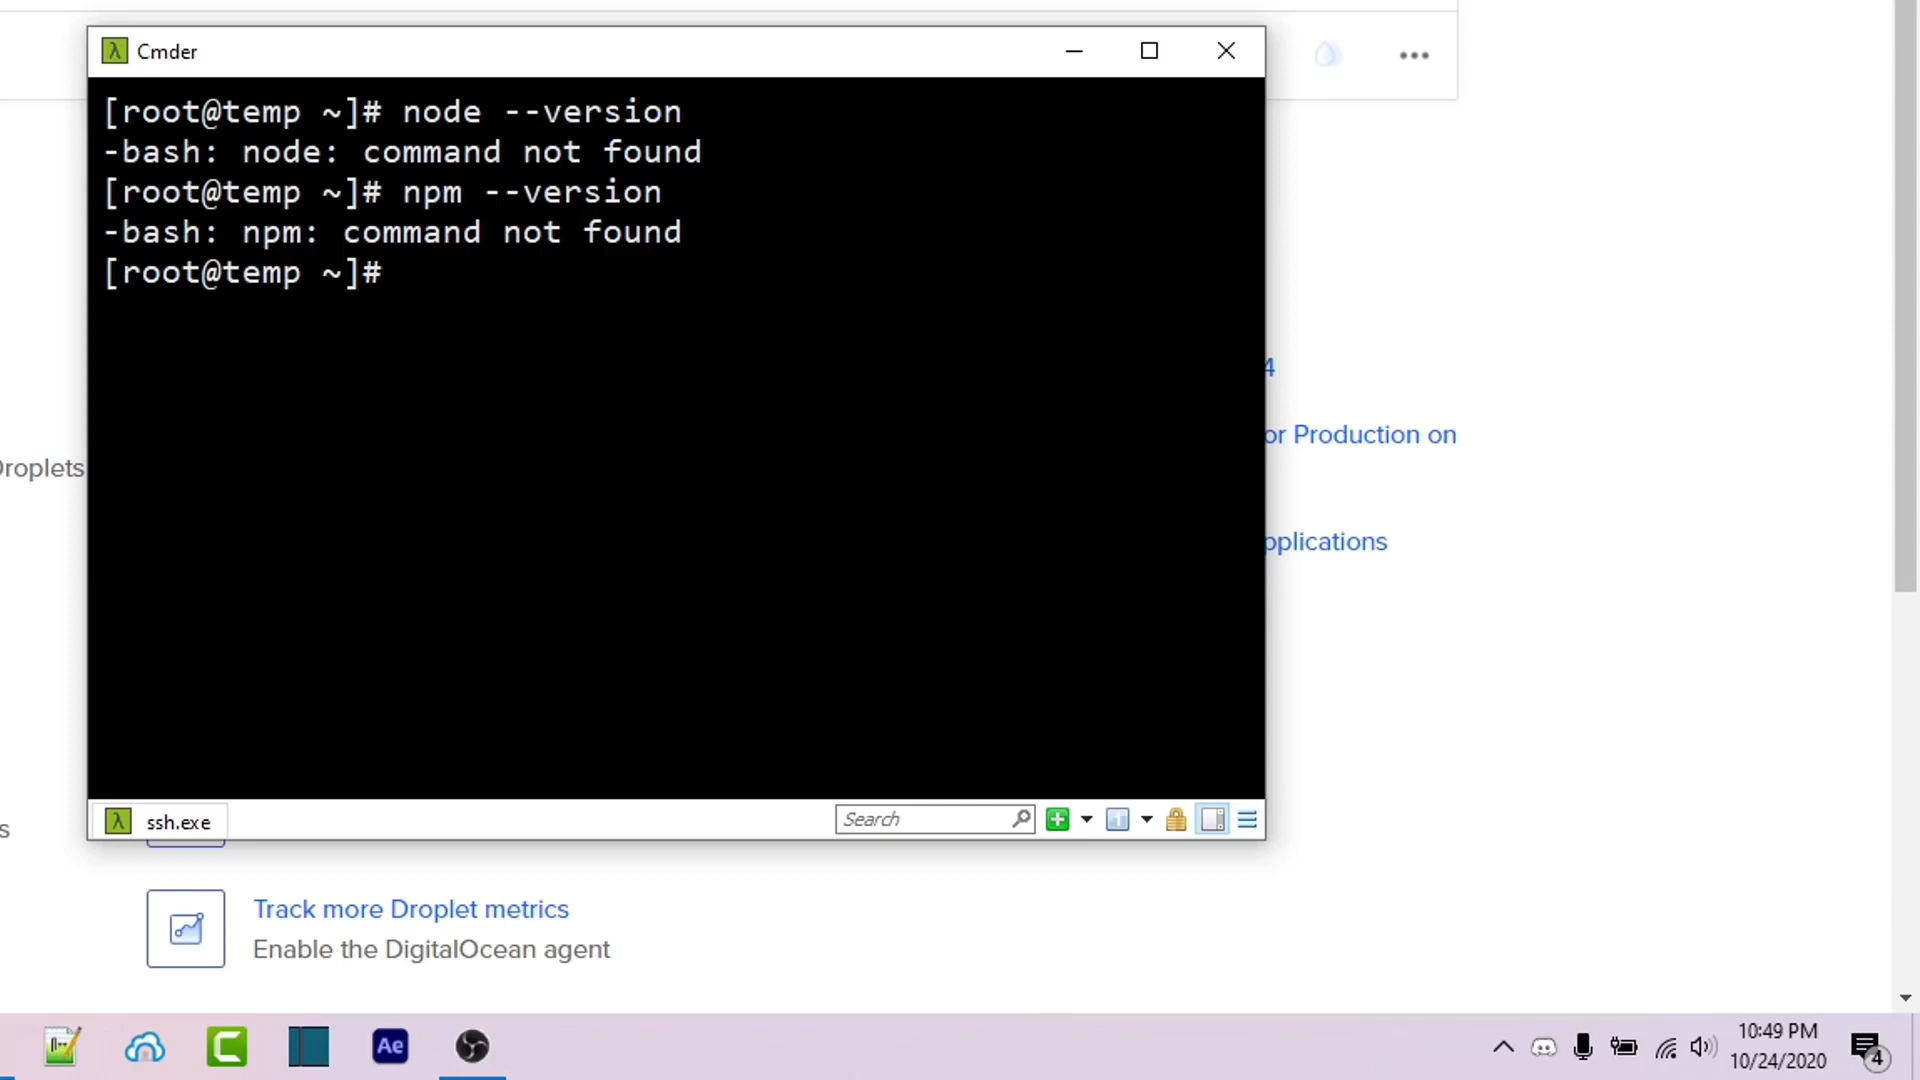 Cmder
[root@temp ~]# node --version
-bash: node: command not found
[root@temp ~]# npm --version
-bash: npm: command not found
[root@temp ~]#
4
or Production on
Droplets
pplications
ssh.exe
Search
s
Track more Droplet metrics
Enable the DigitalOcean agent
Ae
10:49 PM
10/24/2020
4